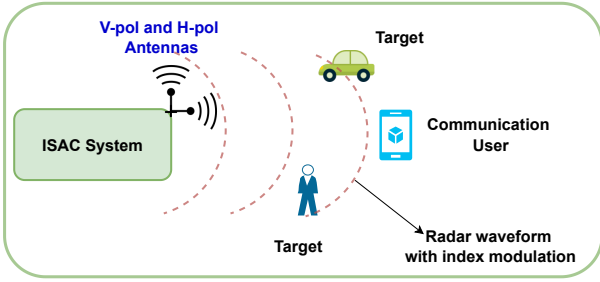 V-pol and H-pol
Antennas
Target
ISAC System
Communication
User
Target
Radar waveform
with index modulation